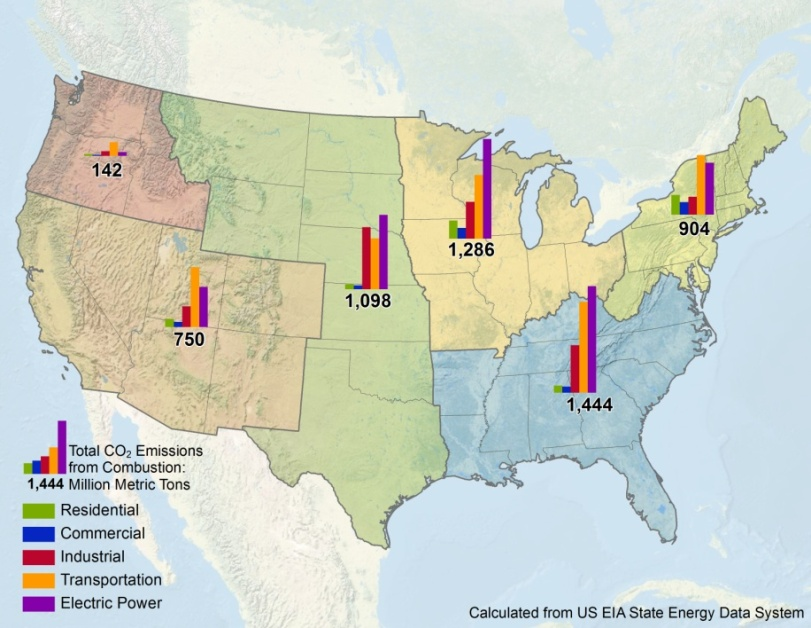 142
904
1,286
1,098
750
1,444
Total CO₂ Emissions
from Combustion:
1,444 Million Metric Tons
Residential
Commercial
Industrial
Transportation
Electric Power
Calculated from US EIA State Energy Data System